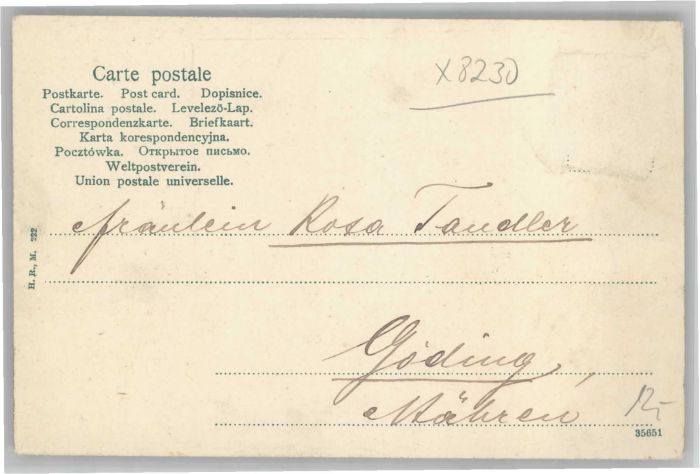 Carte postale
Postkarte. Post card. Dopisnice.
Cartolina postale. Levelező-Lap.
Correspondenzkarte. Briefkaart.
Karta korespondencyjna.
Pocztówka. Открытое письмо.
Weltpostverein.
Union postale universelle.
X8230
Fräulein Rosa Tandler
H. R., M. 222
Göding,
Mähren
12,-
35651